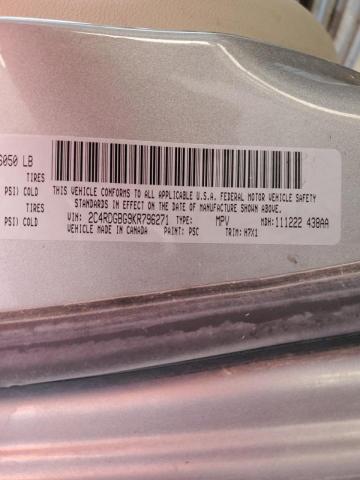 6050 LB
TIRES
PSI) COLD
TIRES
PSI) COLD
THIS VEHICLE CONFORMS TO ALL APPLICABLE U.S.A. FEDERAL MOTOR VEHICLE SAFETY
STANDARDS IN EFFECT ON THE DATE OF MANUFACTURE SHOWN ABOVE.
VIN: 2C4RDGBG9KR796271 TYPE: MPV MDH: 111222 438AA
VEHICLE MADE IN CANADA PAINT: PSC TRIM: H7X1